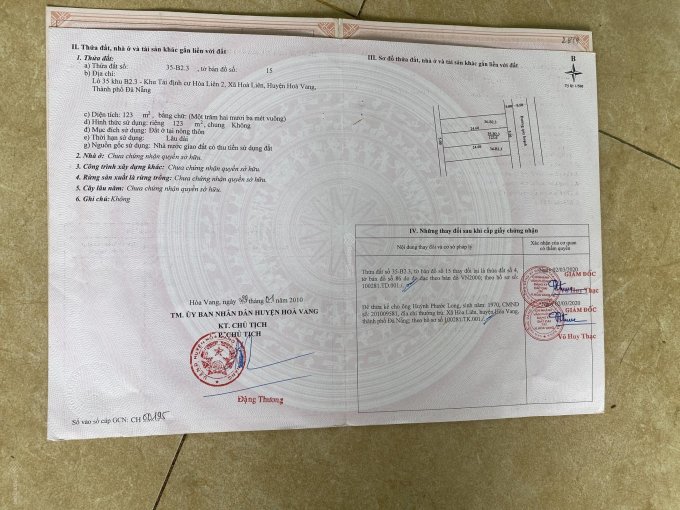 II. Thửa đất, nhà ở và tài sản khác gắn liền với đất
1. Thửa đất:
a) Thửa đất số: 35-B2.3 , tờ bản đồ số: 15
b) Địa chỉ:
Lô 35 khu B2.3 - Khu Tái định cư Hòa Liên 2, Xã Hoà Liên, Huyện Hoà Vang,
Thành phố Đà Nẵng
c) Diện tích: 123 m², bằng chữ: (Một trăm hai mươi ba mét vuông)
d) Hình thức sử dụng: riêng 123 m², chung Không
đ) Mục đích sử dụng: Đất ở tại nông thôn
e) Thời hạn sử dụng: Lâu dài
g) Nguồn gốc sử dụng: Nhà nước giao đất có thu tiền sử dụng đất
2. Nhà ở: Chưa chứng nhận quyền sở hữu.
3. Công trình xây dựng khác: Chưa chứng nhận quyền sở hữu.
4. Rừng sản xuất là rừng trồng: Chưa chứng nhận quyền sở hữu.
5. Cây lâu năm: Chưa chứng nhận quyền sở hữu.
6. Ghi chú: Không
Hòa Vang, ngày tháng năm 2010
TM. ỦY BAN NHÂN DÂN HUYỆN HOÀ VANG
KT. CHỦ TỊCH
CHỦ TỊCH
Đặng Thương
Số vào sổ cấp GCN: CH
III. Sơ đồ thửa đất, nhà ở và tài sản khác gắn liền với đất
B
Tỷ lệ 1/500
IV. Những thay đổi sau khi cấp giấy chứng nhận
Nội dung thay đổi và cơ sở pháp lý
Xác nhận của cơ quan
có thẩm quyền
Thửa đất số 35-B2.3, tờ bản đồ số 15 thay đổi lại là thửa đất số 4,
tờ bản đồ số 86 do đo đạc theo bản đồ VN2000; theo hồ sơ số:
100281.TD.001.
Ngày 02/03/2020
GIÁM ĐỐC
Võ Huy Thạc
Để thừa kế cho ông Huỳnh Phước Long, sinh năm 1970, CMND
số: 201009581, địa chỉ thường trú: Xã Hòa Liên, huyện Hòa Vang,
thành phố Đà Nẵng; theo hồ sơ số 100281.TK.001.
02/03/2020
GIÁM ĐỐC
Võ Huy Thạc